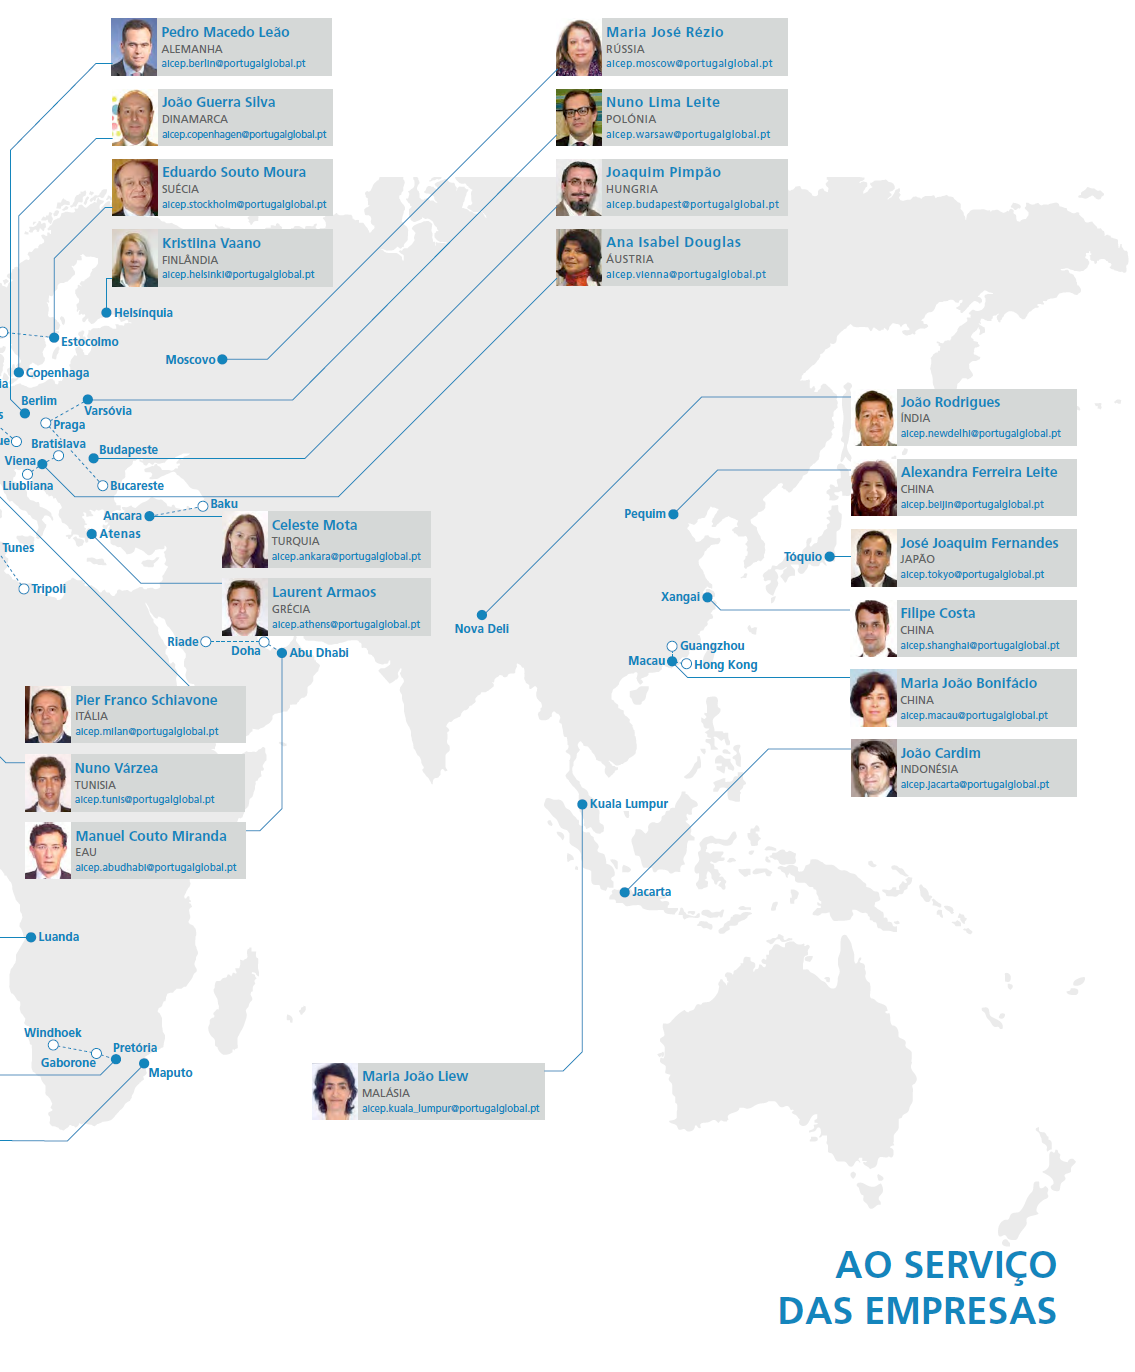 Pedro Macedo Leão
ALEMANHA
aicep.berlin@portugalglobal.pt
João Guerra Silva
DINAMARCA
aicep.copenhagen@portugalglobal.pt
Eduardo Souto Moura
SUÉCIA
aicep.stockholm@portugalglobal.pt
Kristiina Vaano
FINLÂNDIA
aicep.helsinki@portugalglobal.pt
Maria José Rézio
RÚSSIA
aicep.moscow@portugalglobal.pt
Nuno Lima Leite
POLÓNIA
aicep.warsaw@portugalglobal.pt
Joaquim Pimpão
HUNGRIA
aicep.budapest@portugalglobal.pt
Ana Isabel Douglas
ÁUSTRIA
aicep.vienna@portugalglobal.pt
Helsínquia
Estocolmo
Moscovo
Copenhaga
ia
Berlim
Varsóvia
s
Praga
ue
Bratislava
Budapeste
Viena
Liubliana
Bucareste
Baku
Ancara
Atenas
Tunes
Tripoli
Celeste Mota
TURQUIA
aicep.ankara@portugalglobal.pt
Laurent Armaos
GRÉCIA
aicep.athens@portugalglobal.pt
Riade
Doha
Abu Dhabi
Nova Deli
Pequim
Tóquio
Xangai
Guangzhou
Macau
Hong Kong
João Rodrigues
ÍNDIA
aicep.newdelhi@portugalglobal.pt
Alexandra Ferreira Leite
CHINA
aicep.beijin@portugalglobal.pt
José Joaquim Fernandes
JAPÃO
aicep.tokyo@portugalglobal.pt
Filipe Costa
CHINA
aicep.shanghai@portugalglobal.pt
Maria João Bonifácio
CHINA
aicep.macau@portugalglobal.pt
João Cardim
INDONÉSIA
aicep.jacarta@portugalglobal.pt
Pier Franco Schiavone
ITÁLIA
aicep.milan@portugalglobal.pt
Nuno Várzea
TUNISIA
aicep.tunis@portugalglobal.pt
Manuel Couto Miranda
EAU
aicep.abudhabi@portugalglobal.pt
Kuala Lumpur
Jacarta
Luanda
Windhoek
Gaborone
Pretória
Maputo
Maria João Liew
MALÁSIA
aicep.kuala_lumpur@portugalglobal.pt
AO SERVIÇO
DAS EMPRESAS